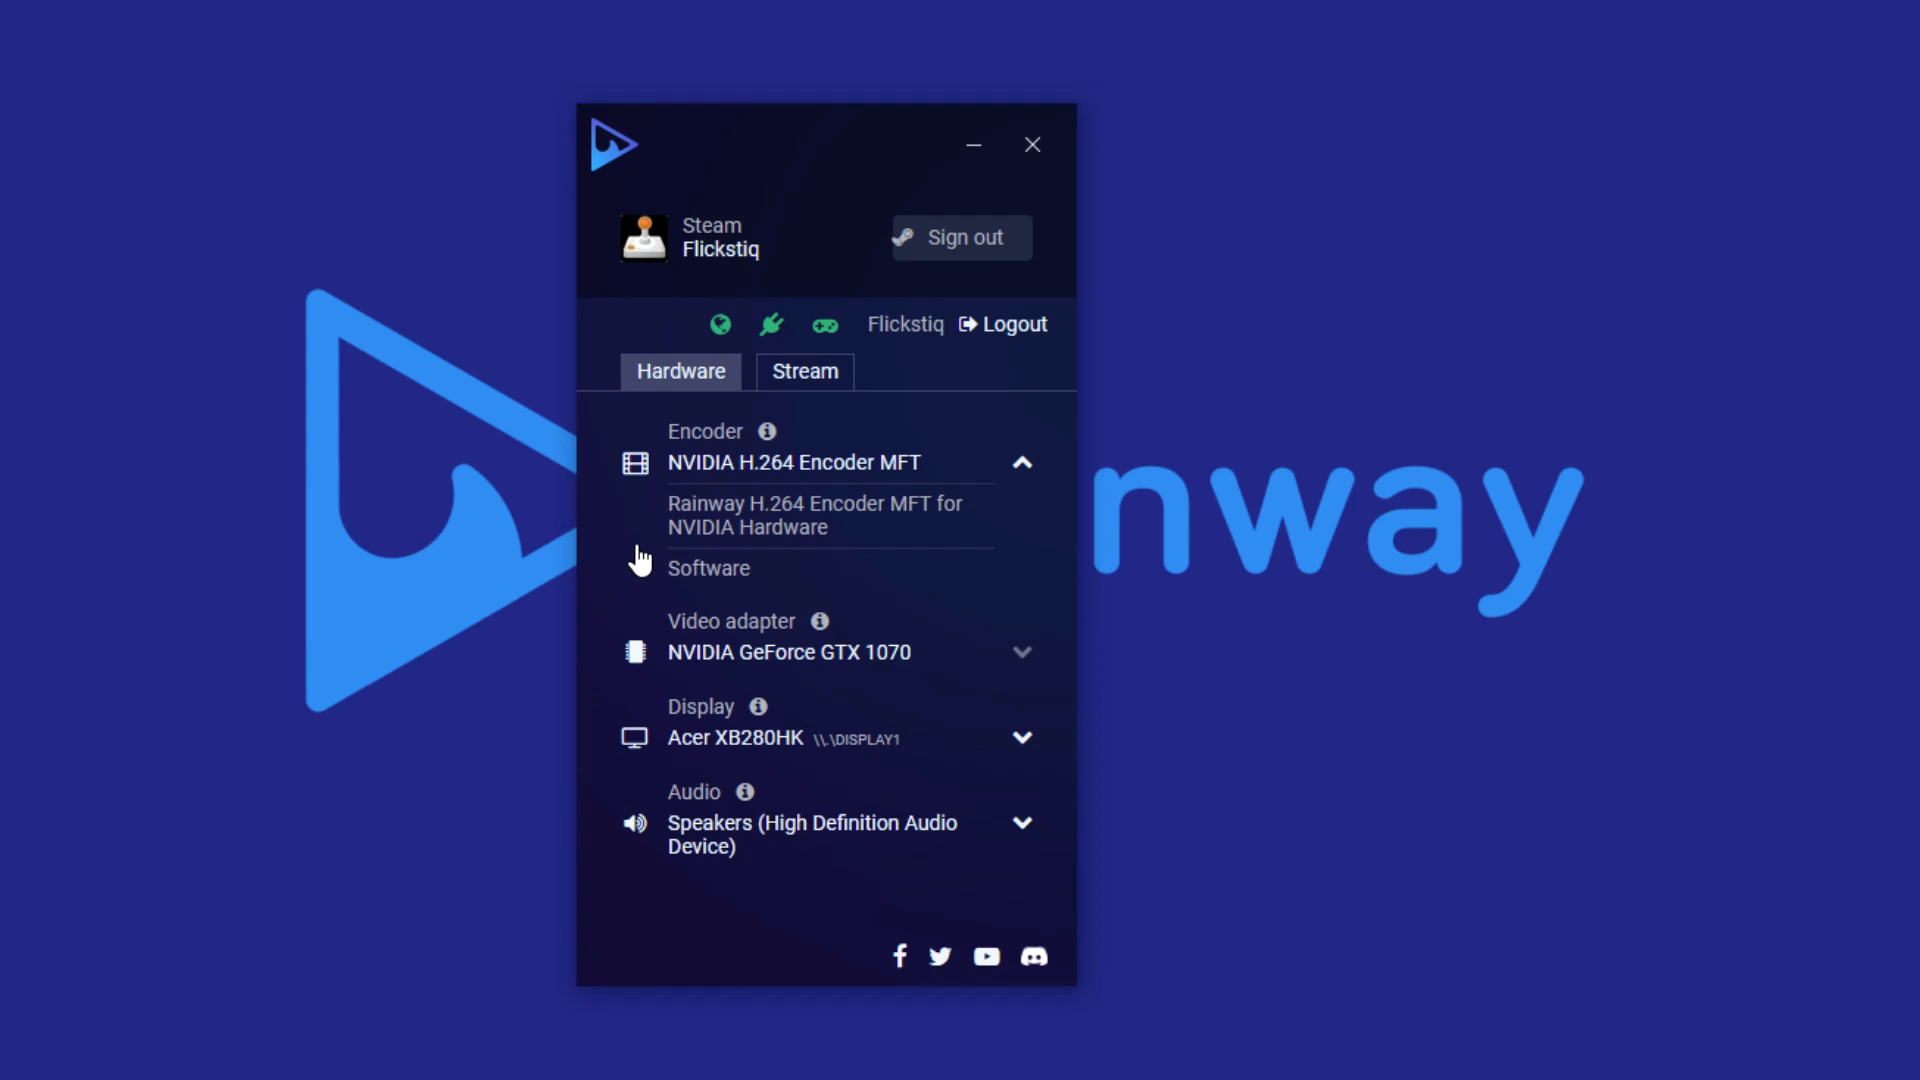 Steam
Flickstiq
Sign out
Flickstiq Logout
Hardware Stream
Encoder
NVIDIA H.264 Encoder MFT
Rainway H.264 Encoder MFT for
NVIDIA Hardware
Software
Video adapter
NVIDIA GeForce GTX 1070
Display
Acer XB280HK \\.\DISPLAY1
Audio
Speakers (High Definition Audio
Device)
nway